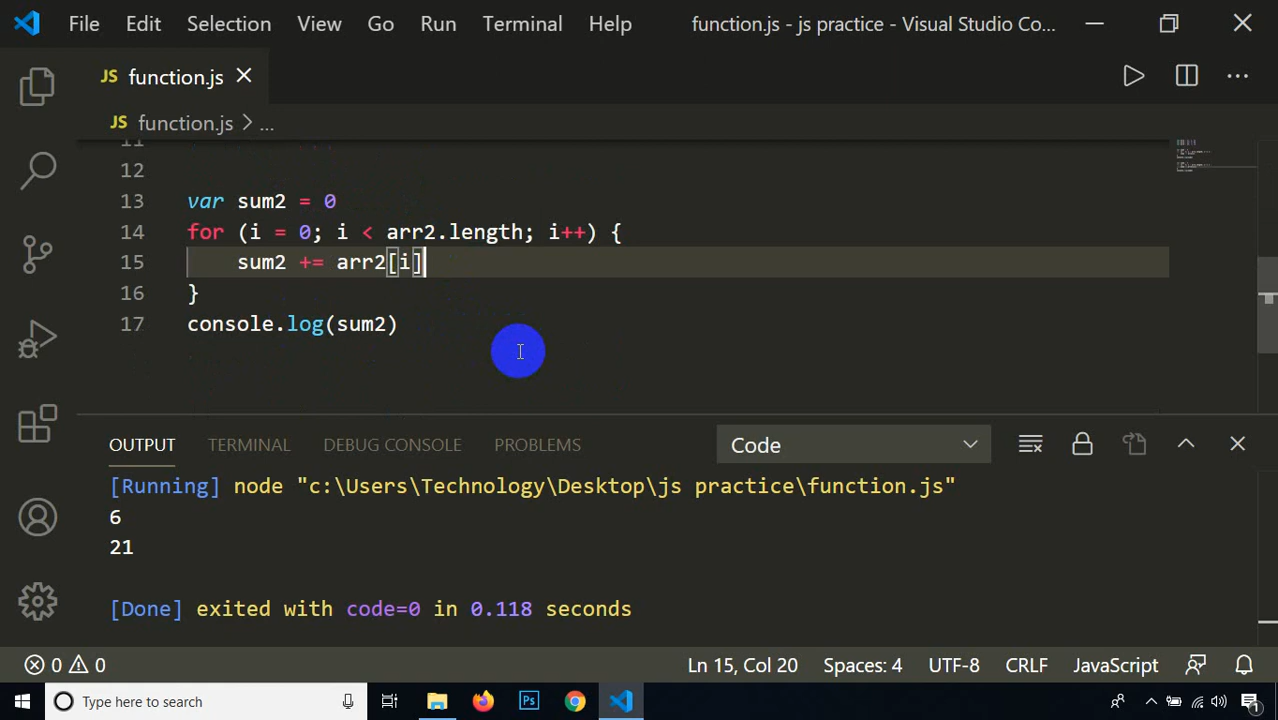 File Edit Selection View Go Run Terminal Help function.js - js practice - Visual Studio Co...
JS function.js
JS function.js > ...
11
12
13 var sum2 = 0
14 for (i = 0; i < arr2.length; i++) {
15 sum2 += arr2[i]
16 }
17 console.log(sum2)
OUTPUT TERMINAL DEBUG CONSOLE PROBLEMS Code
[Running] node "c:\Users\Technology\Desktop\js practice\function.js"
6
21
[Done] exited with code=0 in 0.118 seconds
0 0 Ln 15, Col 20 Spaces: 4 UTF-8 CRLF JavaScript
Type here to search Ps 1